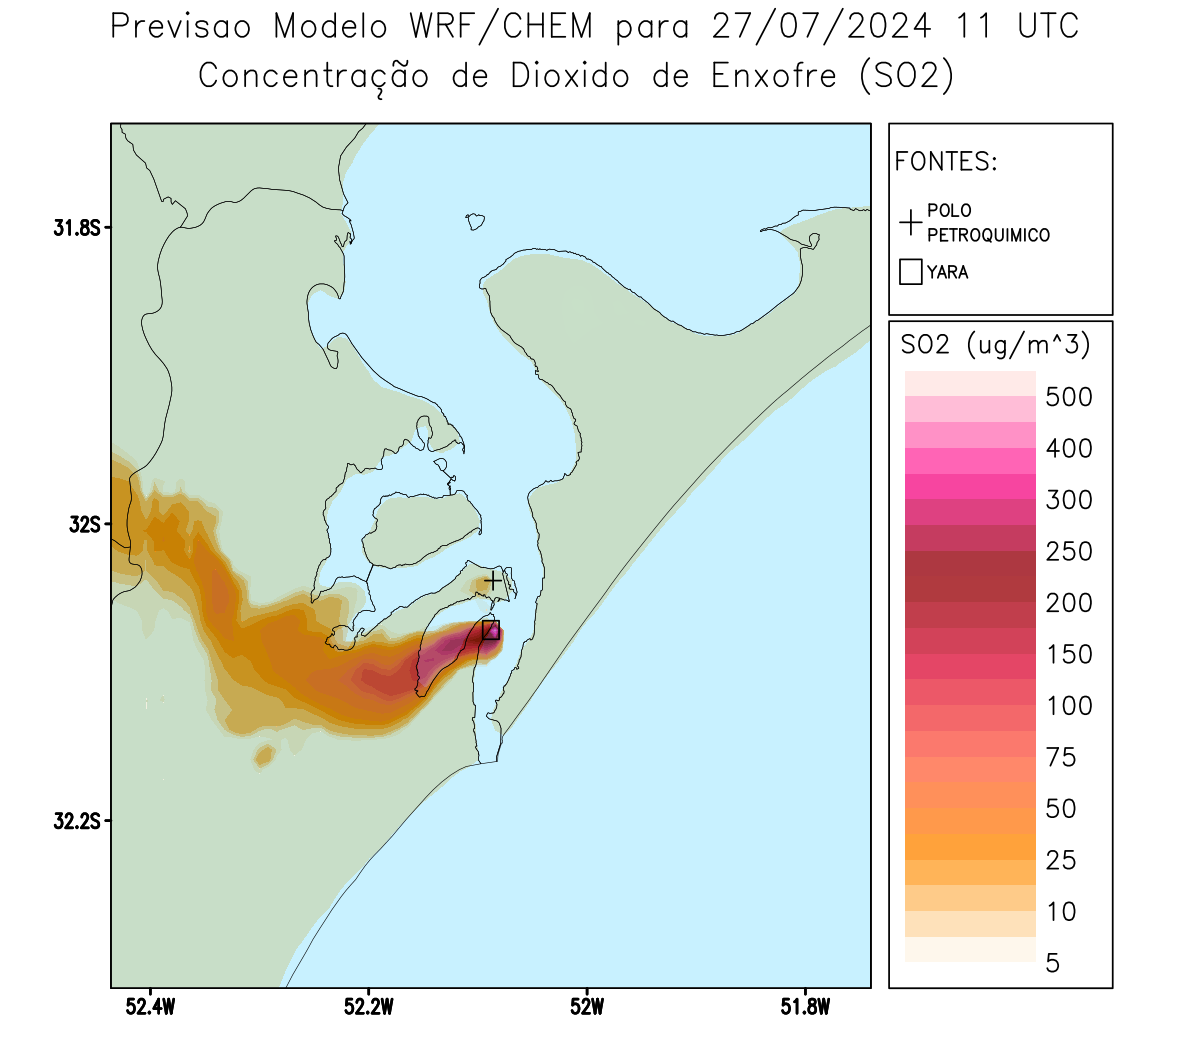 Previsao Modelo WRF/CHEM para 27/07/2024 11 UTC
Concentração de Dioxido de Enxofre (SO2)
FONTES:
POLO
PETROQUIMICO
YARA
SO2 (ug/m^3)
500
400
300
250
200
150
100
75
50
25
10
5
31.8S
32S
32.2S
52.4W
52.2W
52W
51.8W